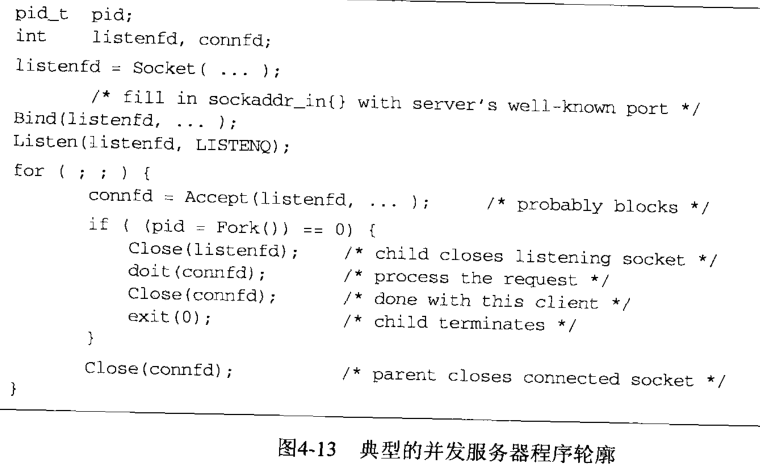 pid_t pid;
int listenfd, connfd;
listenfd = Socket( ... );
/* fill in sockaddr_in{} with server's well-known port */
Bind(listenfd, ... );
Listen(listenfd, LISTENQ);
for ( ; ; ) {
connfd = Accept(listenfd, ... ); /* probably blocks */
if ( (pid = Fork()) == 0) {
Close(listenfd); /* child closes listening socket */
doit(connfd); /* process the request */
Close(connfd); /* done with this client */
exit(0); /* child terminates */
}
Close(connfd); /* parent closes connected socket */
}
图4-13 典型的并发服务器程序轮廓